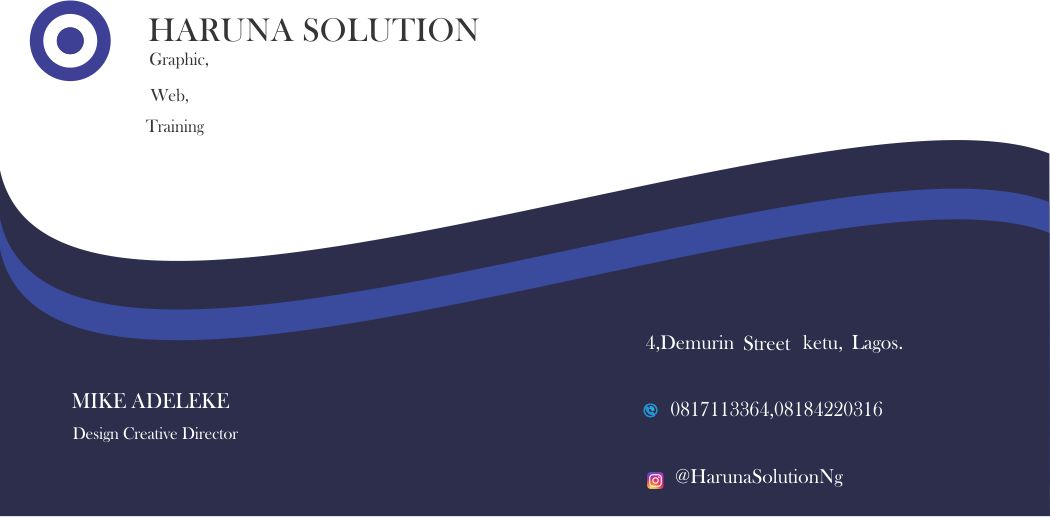 HARUNA SOLUTION
Graphic,
Web,
Training
4,Demurin Street ketu, Lagos.
MIKE ADELEKE
Design Creative Director
0817113364,08184220316
@HarunaSolutionNg